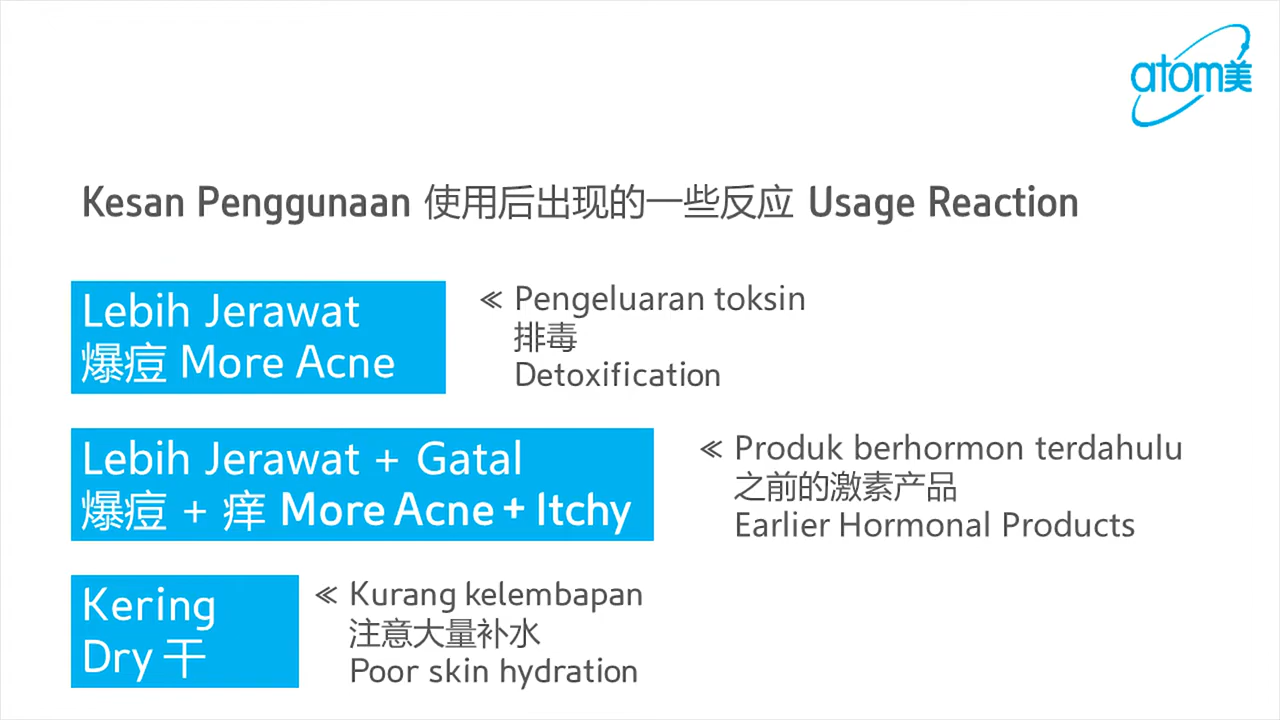 atom美
Kesan Penggunaan 使用后出现的一些反应 Usage Reaction
Lebih Jerawat
爆痘 More Acne
≪ Pengeluaran toksin
排毒
Detoxification
Lebih Jerawat + Gatal
爆痘 + 痒 More Acne + Itchy
≪ Produk berhormon terdahulu
之前的激素产品
Earlier Hormonal Products
Kering
Dry 干
≪ Kurang kelembapan
注意大量补水
Poor skin hydration